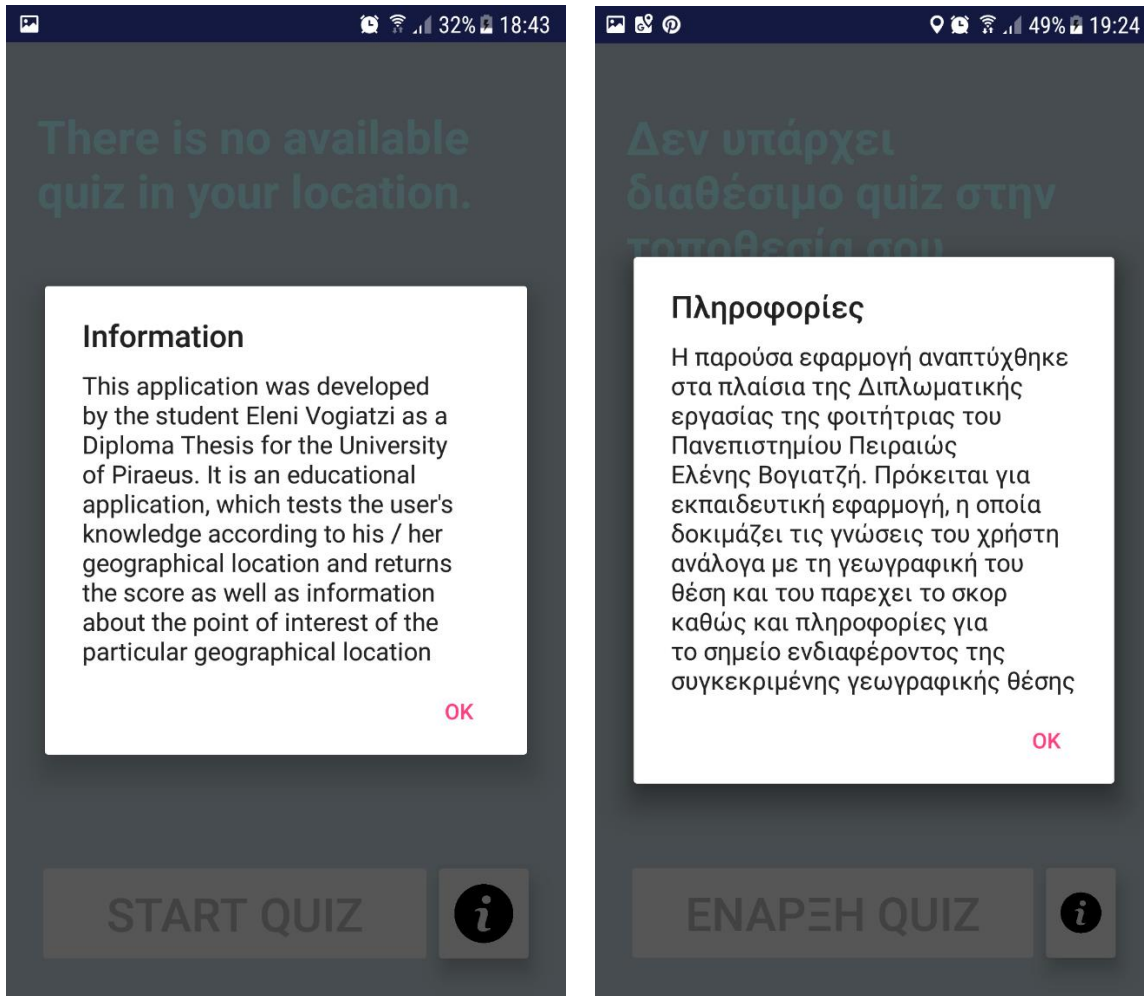 32% 18:43
There is no available
quiz in your location.
Information
This application was developed
by the student Eleni Vogiatzi as a
Diploma Thesis for the University
of Piraeus. It is an educational
application, which tests the user's
knowledge according to his / her
geographical location and returns
the score as well as information
about the point of interest of the
particular geographical location
OK
START QUIZ
49% 19:24
Δεν υπάρχει
διαθέσιμο quiz στην
τοποθεσία σου
Πληροφορίες
Η παρούσα εφαρμογή αναπτύχθηκε
στα πλαίσια της Διπλωματικής
εργασίας της φοιτήτριας του
Πανεπιστημίου Πειραιώς
Ελένης Βογιατζή. Πρόκειται για
εκπαιδευτική εφαρμογή, η οποία
δοκιμάζει τις γνώσεις του χρήστη
ανάλογα με τη γεωγραφική του
θέση και του παρεχει το σκορ
καθώς και πληροφορίες για
το σημείο ενδιαφέροντος της
συγκεκριμένης γεωγραφικής θέσης
OK
ΕΝΑΡΞΗ QUIZ